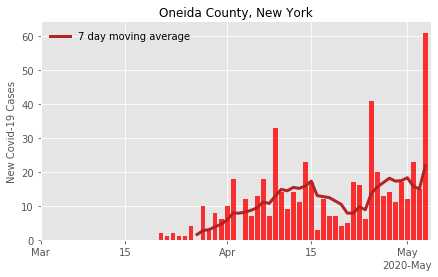 Oneida County, New York
7 day moving average
New Covid-19 Cases
60
50
40
30
20
10
0
Mar
15
Apr
15
May
2020-May